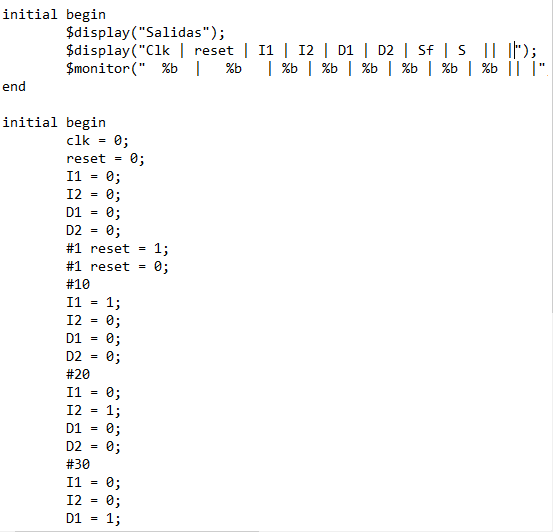 initial begin
$display("Salidas");
$display("Clk | reset | I1 | I2 | D1 | D2 | Sf | S  || |");
$monitor("  %b  |   %b   | %b | %b | %b | %b | %b | %b || |"
end
initial begin
clk = 0;
reset = 0;
I1 = 0;
I2 = 0;
D1 = 0;
D2 = 0;
#1 reset = 1;
#1 reset = 0;
#10
I1 = 1;
I2 = 0;
D1 = 0;
D2 = 0;
#20
I1 = 0;
I2 = 1;
D1 = 0;
D2 = 0;
#30
I1 = 0;
I2 = 0;
D1 = 1;